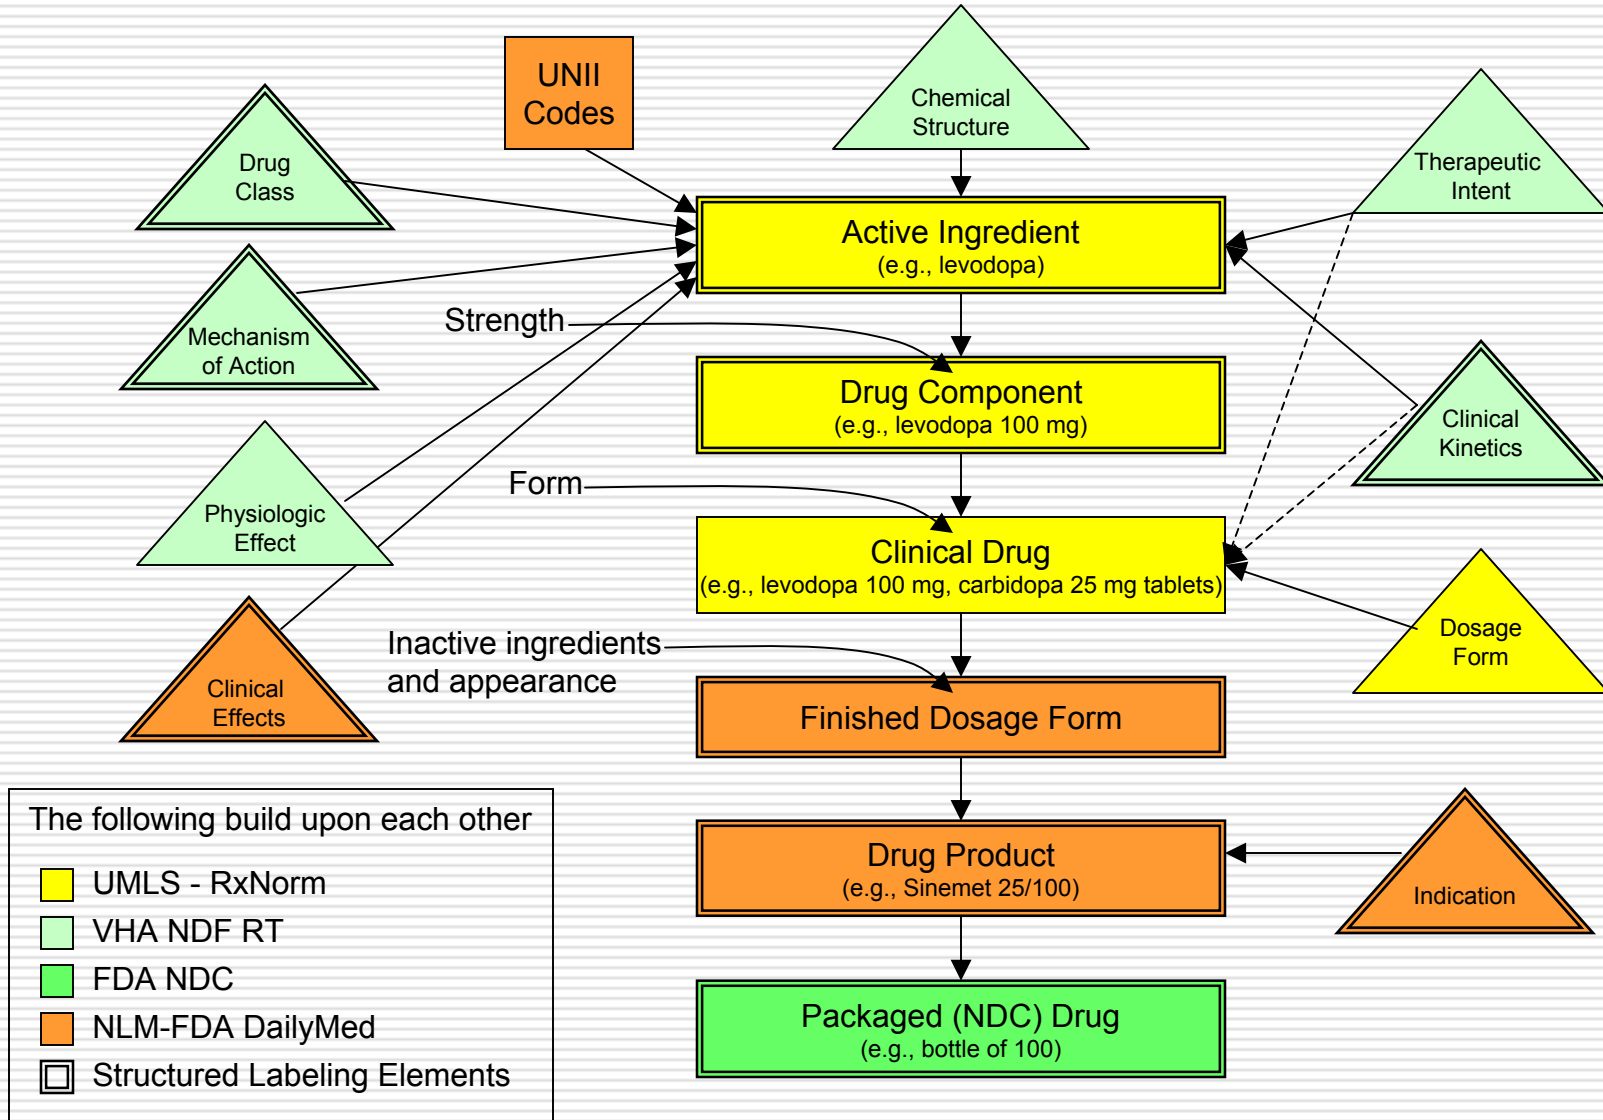 UNII
Codes
Chemical
Structure
Drug
Class
Therapeutic
Intent
Active Ingredient
(e.g., levodopa)
Mechanism
of Action
Strength
Drug Component
(e.g., levodopa 100 mg)
Clinical
Kinetics
Form
Physiologic
Effect
Clinical Drug
(e.g., levodopa 100 mg, carbidopa 25 mg tablets)
Dosage
Form
Inactive ingredients
and appearance
Clinical
Effects
Finished Dosage Form
The following build upon each other
UMLS - RxNorm
VHA NDF RT
FDA NDC
NLM-FDA DailyMed
Structured Labeling Elements
Drug Product
(e.g., Sinemet 25/100)
Indication
Packaged (NDC) Drug
(e.g., bottle of 100)